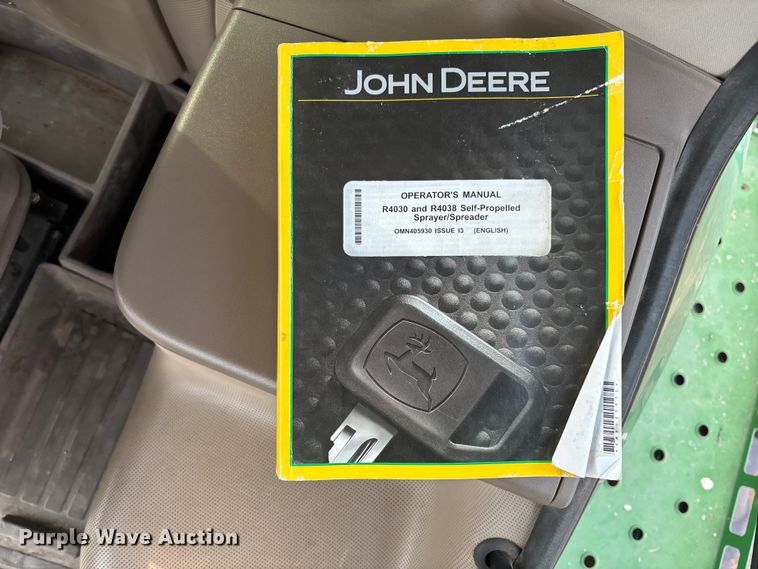 JOHN DEERE
OPERATOR'S MANUAL
R4030 and R4038 Self-Propelled
Sprayer/Spreader
OMN405930 ISSUE I3 (ENGLISH)
Purple Wave Auction